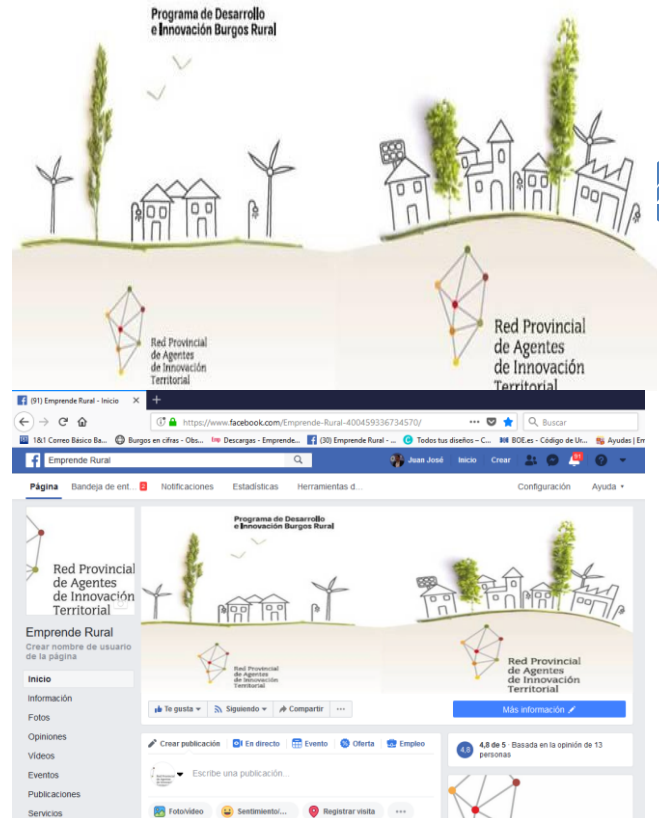 Programa de Desarrollo
e Innovación Burgos Rural
Red Provincial
de Agentes
de Innovación
Territorial
Red Provincial
de Agentes
de Innovación
Territorial
(91) Emprende Rural - Inicio
https://www.facebook.com/Emprende-Rural-400459336734570/
Buscar
1&1 Correo Básico Ba...
Burgos en cifras - Obs...
Descargas - Emprende...
(30) Emprende Rural - ...
Todos tus diseños – C...
BOE.es - Código de Ur...
Ayudas | Em
Emprende Rural
Juan José
Inicio
Crear
91
Página
Bandeja de ent... 2
Notificaciones
Estadísticas
Herramientas d...
Configuración
Ayuda
Red Provincial
de Agentes
de Innovación
Territorial
Programa de Desarrollo
e Innovación Burgos Rural
Red Provincial
de Agentes
de Innovación
Territorial
Red Provincial
de Agentes
de Innovación
Territorial
Emprende Rural
Crear nombre de usuario
de la página
Inicio
Información
Fotos
Opiniones
Vídeos
Eventos
Publicaciones
Servicios
Te gusta
Siguiendo
Compartir
Más información
Crear publicación
En directo
Evento
Oferta
Empleo
Escribe una publicación...
Foto/vídeo
Sentimiento/...
Registrar visita
4,8
4,8 de 5 · Basada en la opinión de 13
personas